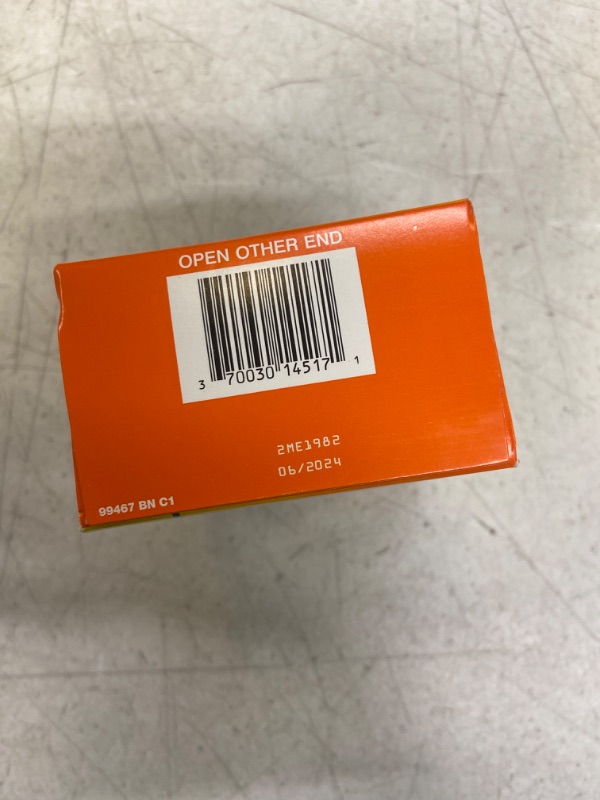 OPEN OTHER END
3 70030 14517 1
2ME1982
06/2024
99467 BN C1